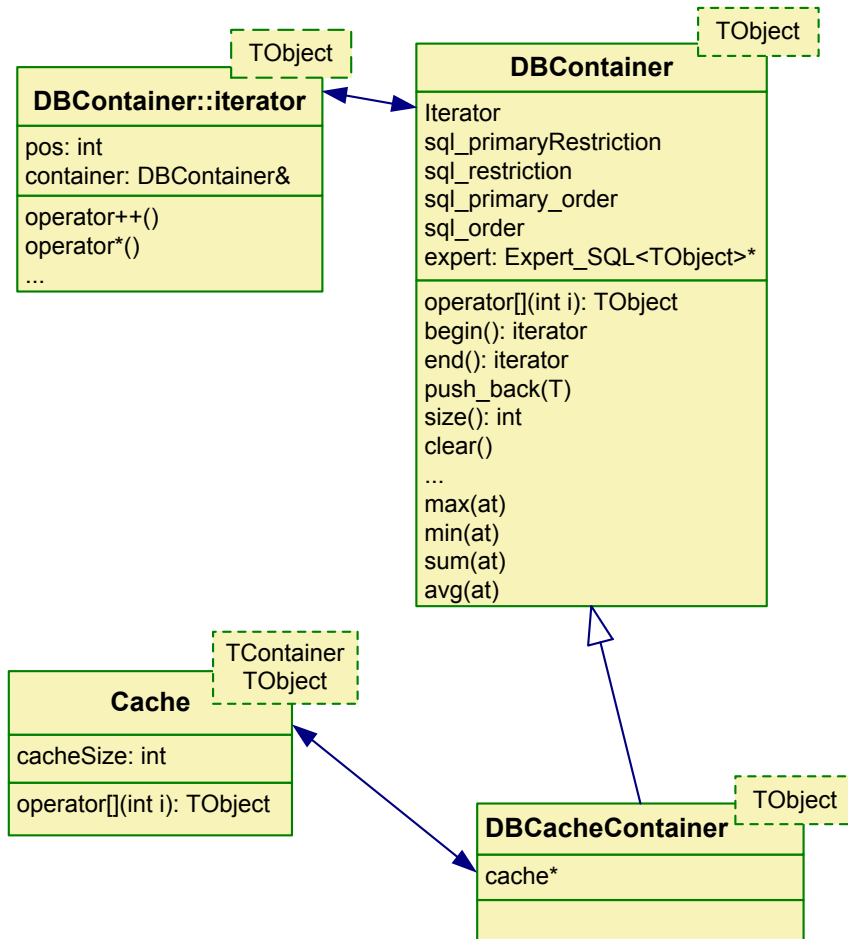 TObject
DBContainer::iterator
pos: int
container: DBContainer&
operator++()
operator*()
...
TObject
DBContainer
Iterator
sql_primaryRestriction
sql_restriction
sql_primary_order
sql_order
expert: Expert_SQL<TObject>*
operator[](int i): TObject
begin(): iterator
end(): iterator
push_back(T)
size(): int
clear()
...
max(at)
min(at)
sum(at)
avg(at)
TContainer
TObject
Cache
cacheSize: int
operator[](int i): TObject
TObject
DBCacheContainer
cache*